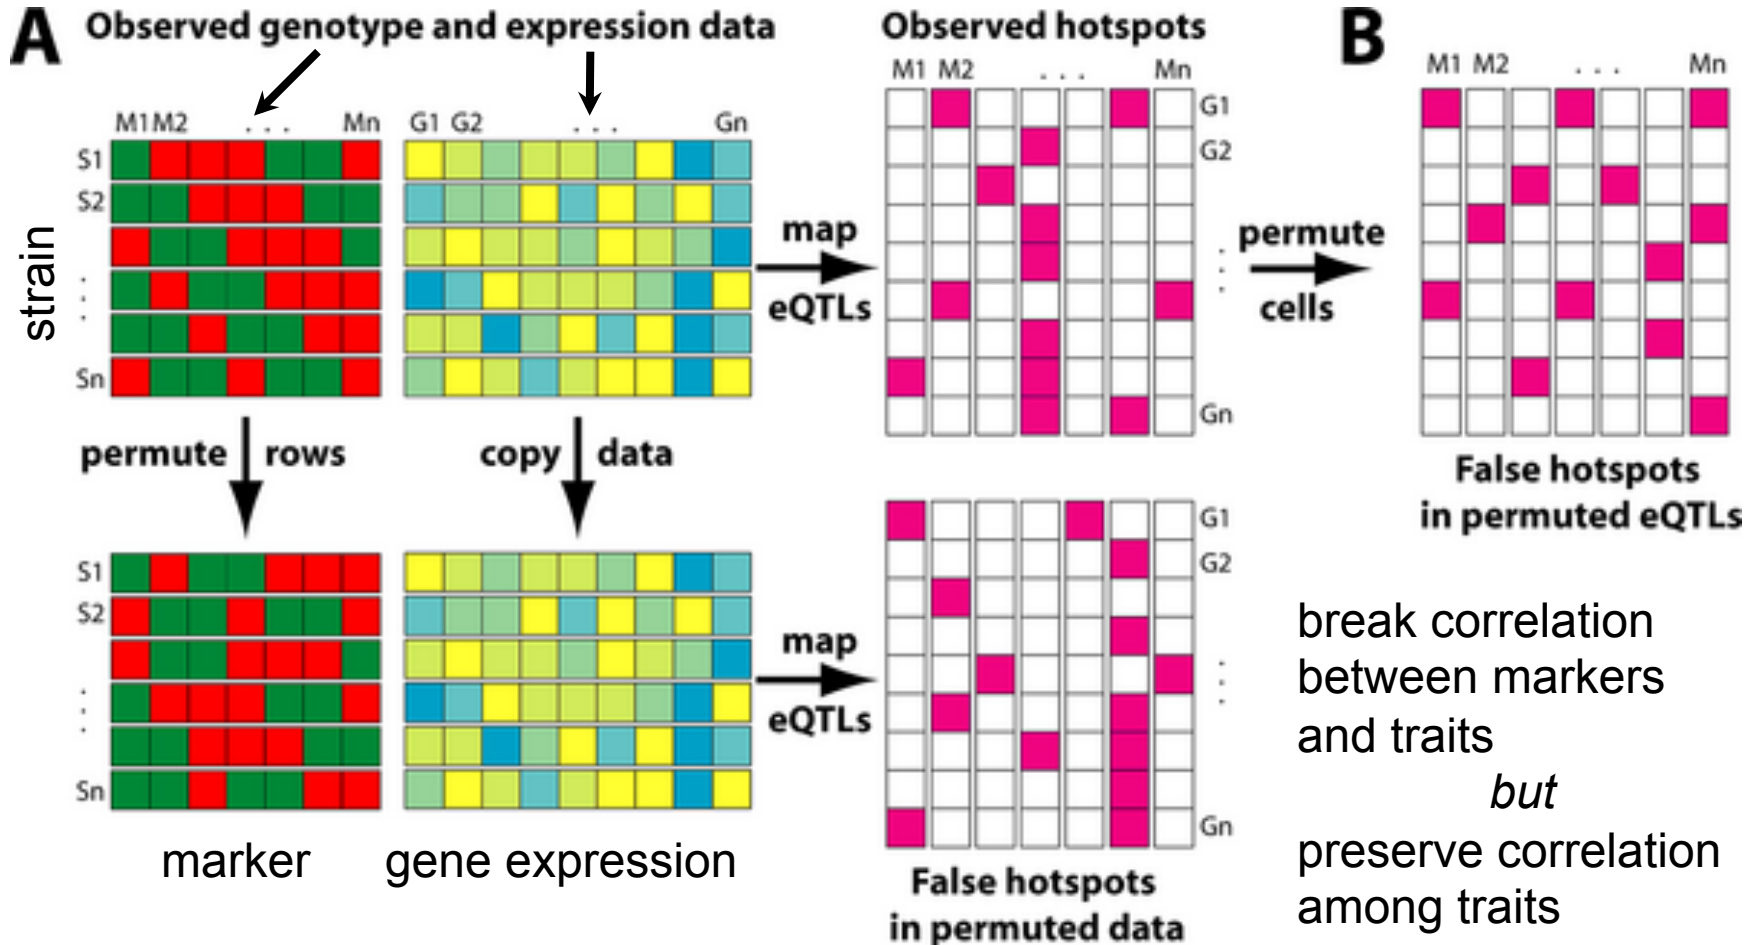 A
Observed genotype and expression data
M1 M2 . . . Mn
G1 G2 . . . Gn
S1
S2
. . .
Sn
strain
map
eQTLs
Observed hotspots
M1 M2 . . . Mn
G1
G2
. . .
Gn
permute
cells
B
M1 M2 . . . Mn
False hotspots
in permuted eQTLs
permute rows
copy data
S1
S2
. . .
Sn
marker
gene expression
map
eQTLs
G1
G2
. . .
Gn
False hotspots
in permuted data
break correlation
between markers
and traits
but
preserve correlation
among traits